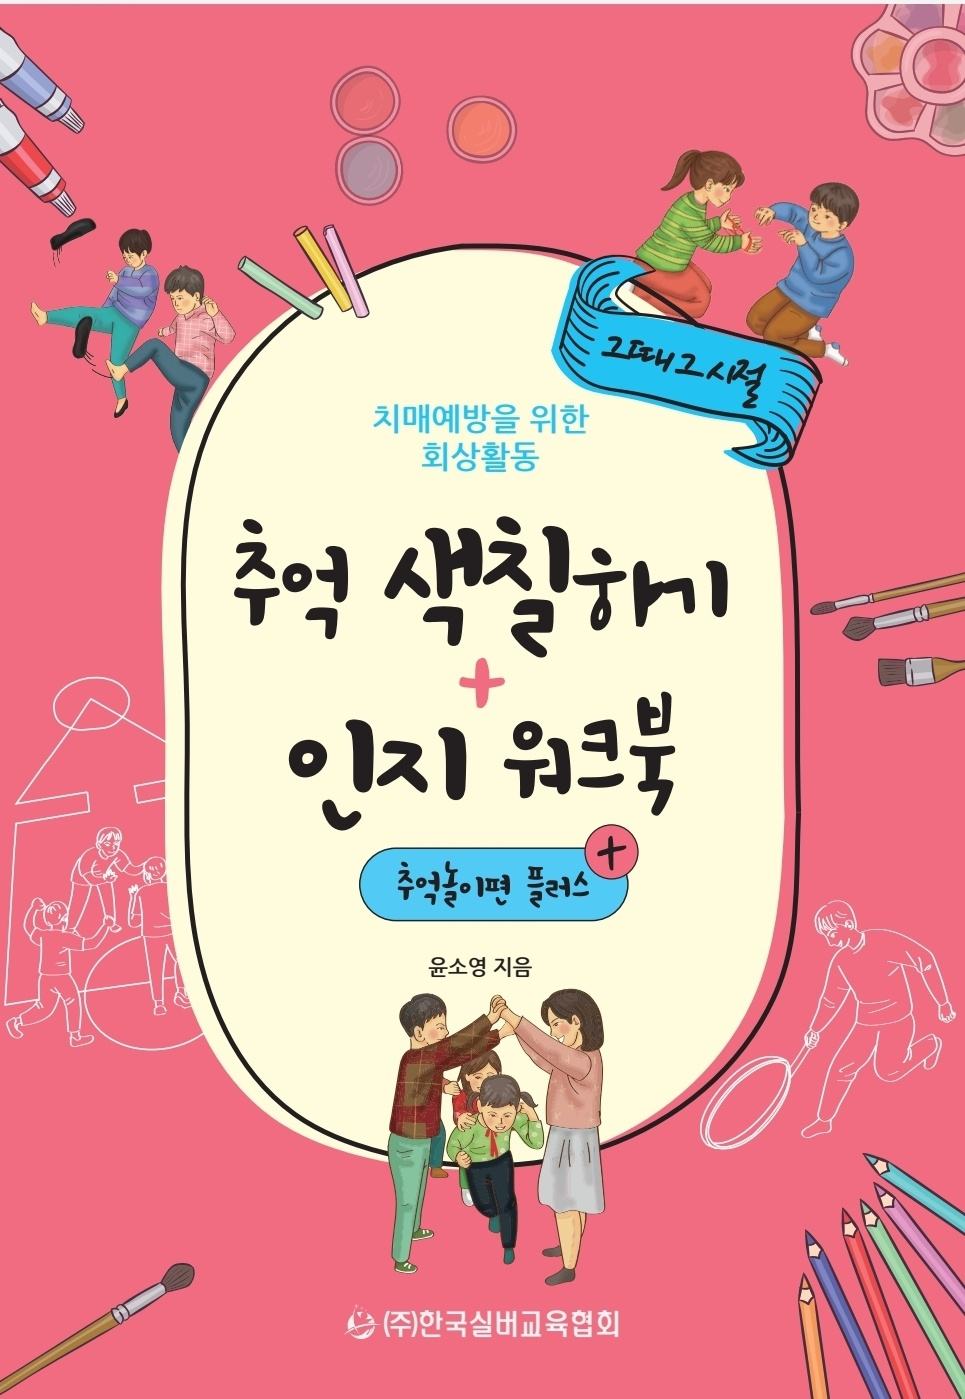 그때 그 시절
치매예방을 위한
회상활동
추억 색칠하기
+
인지 워크북
추억놀이편 플러스
+
윤소영 지음
(주)한국실버교육협회